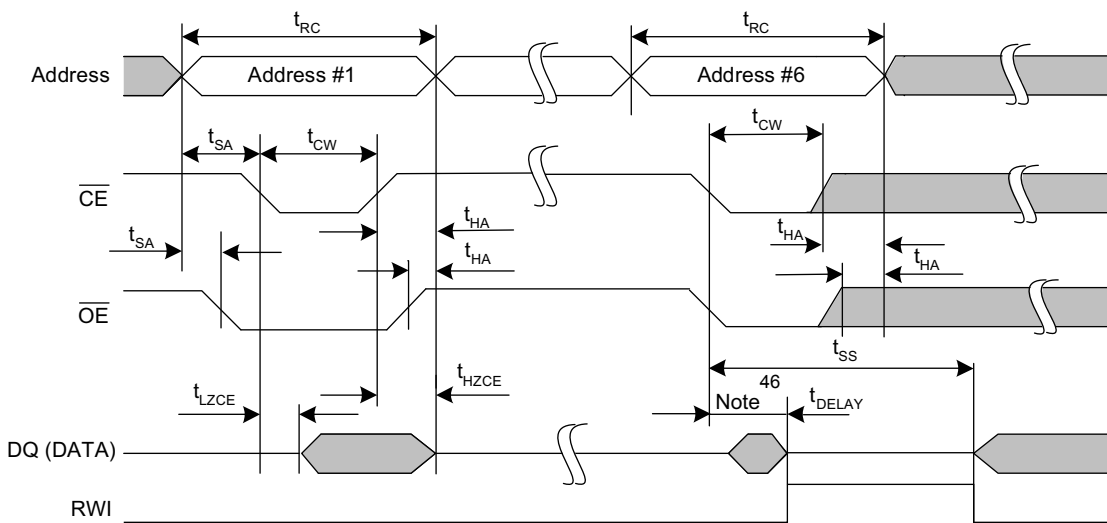 tRC tRC
Address Address #1 Address #6
tCW
tSA tCW
CE
tHA
tSA tHA tHA
tHA
OE
tSS
46
tLZCE tHZCE Note tDELAY
DQ (DATA)
RWI